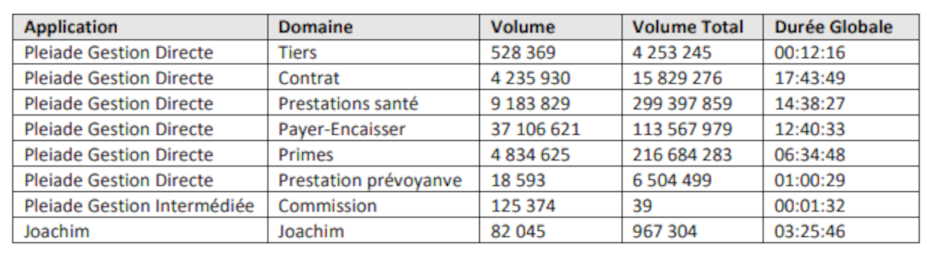 Application Domaine Volume Volume Total Durée Globale
Pleiade Gestion Directe Tiers 528 369 4 253 245 00:12:16
Pleiade Gestion Directe Contrat 4 235 930 15 829 276 17:43:49
Pleiade Gestion Directe Prestations santé 9 183 829 299 397 859 14:38:27
Pleiade Gestion Directe Payer-Encaisser 37 106 621 113 567 979 12:40:33
Pleiade Gestion Directe Primes 4 834 625 216 684 283 06:34:48
Pleiade Gestion Directe Prestation prévoyanve 18 593 6 504 499 01:00:29
Pleiade Gestion Intermédiée Commission 125 374 39 00:01:32
Joachim Joachim 82 045 967 304 03:25:46